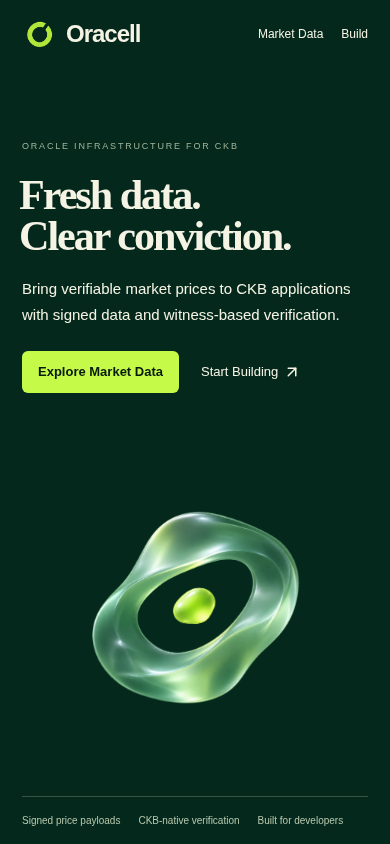 Oracell
Market Data
Build
ORACLE INFRASTRUCTURE FOR CKB
Fresh data.
Clear conviction.
Bring verifiable market prices to CKB applications
with signed data and witness-based verification.
Explore Market Data
Start Building
Signed price payloads
CKB-native verification
Built for developers